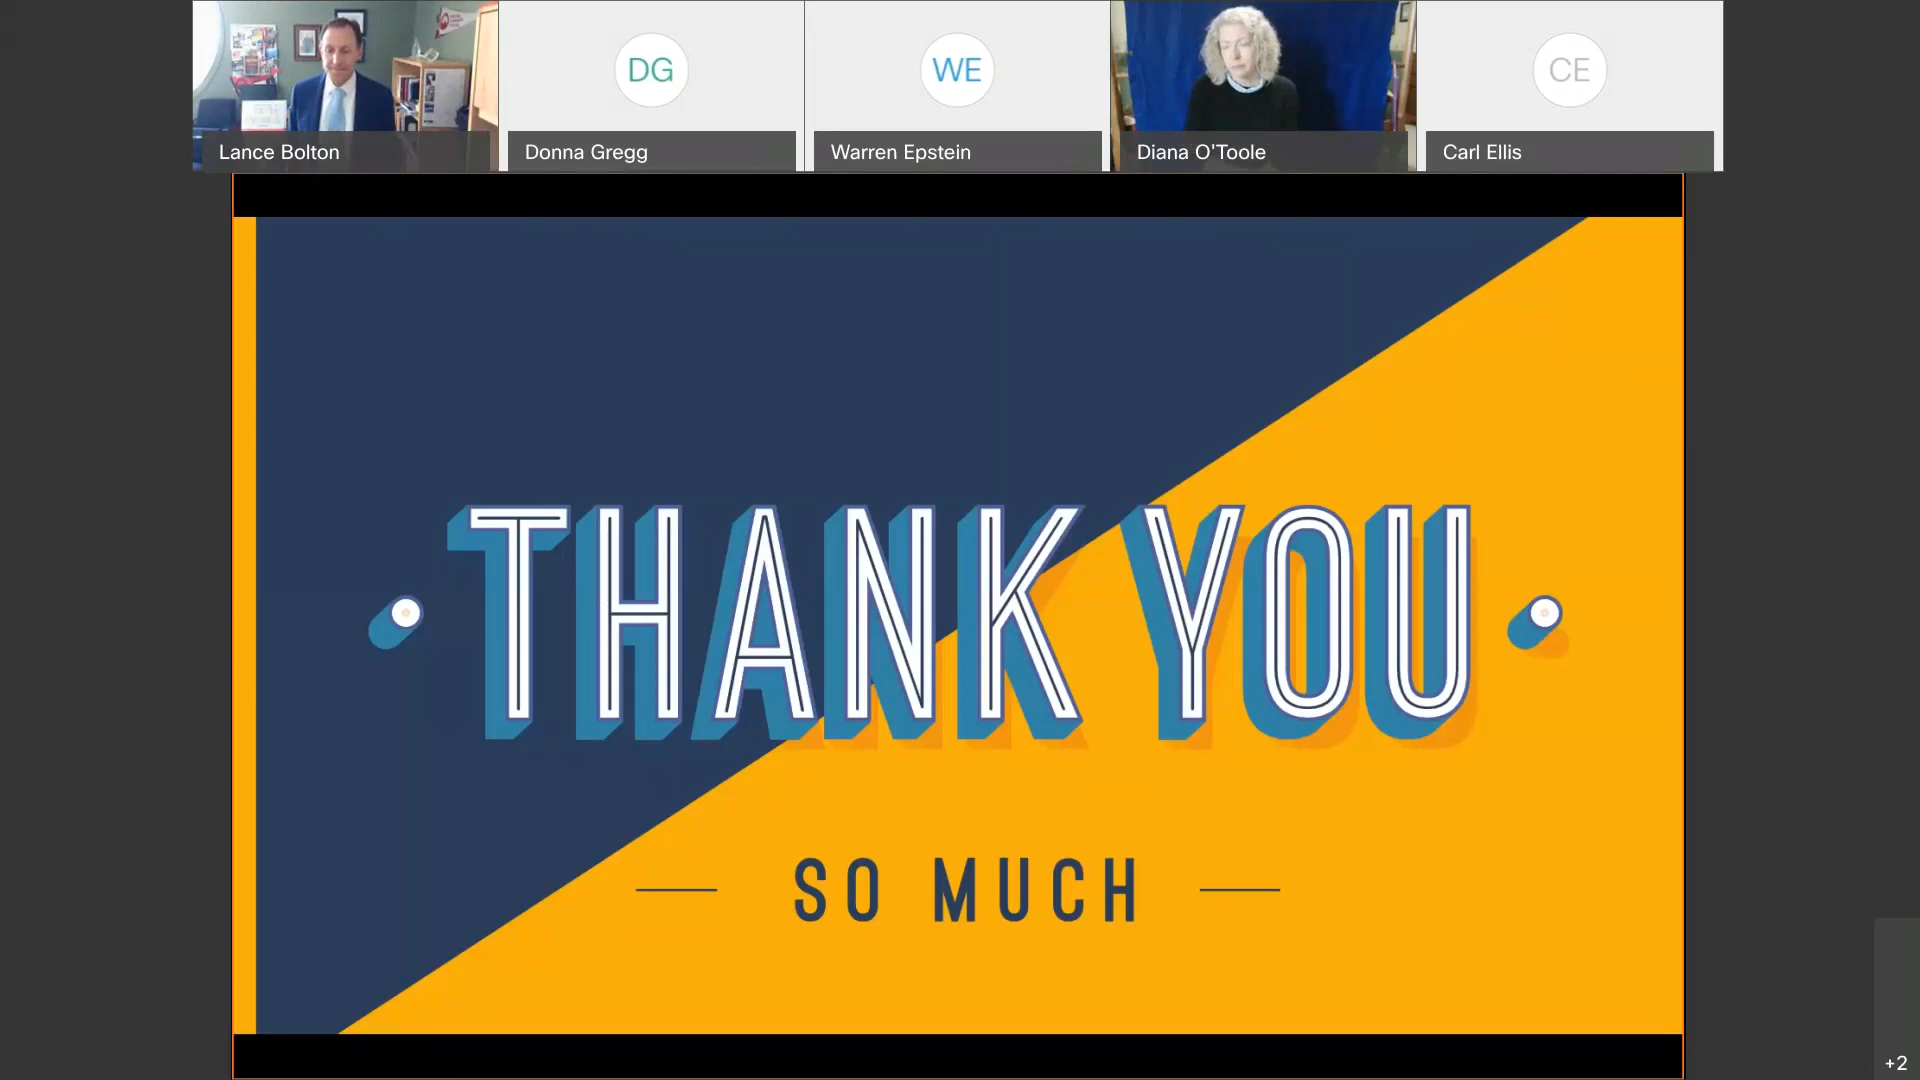 DG
WE
CE
Lance Bolton
Donna Gregg
Warren Epstein
Diana O'Toole
Carl Ellis
THANK YOU
SO MUCH
+2